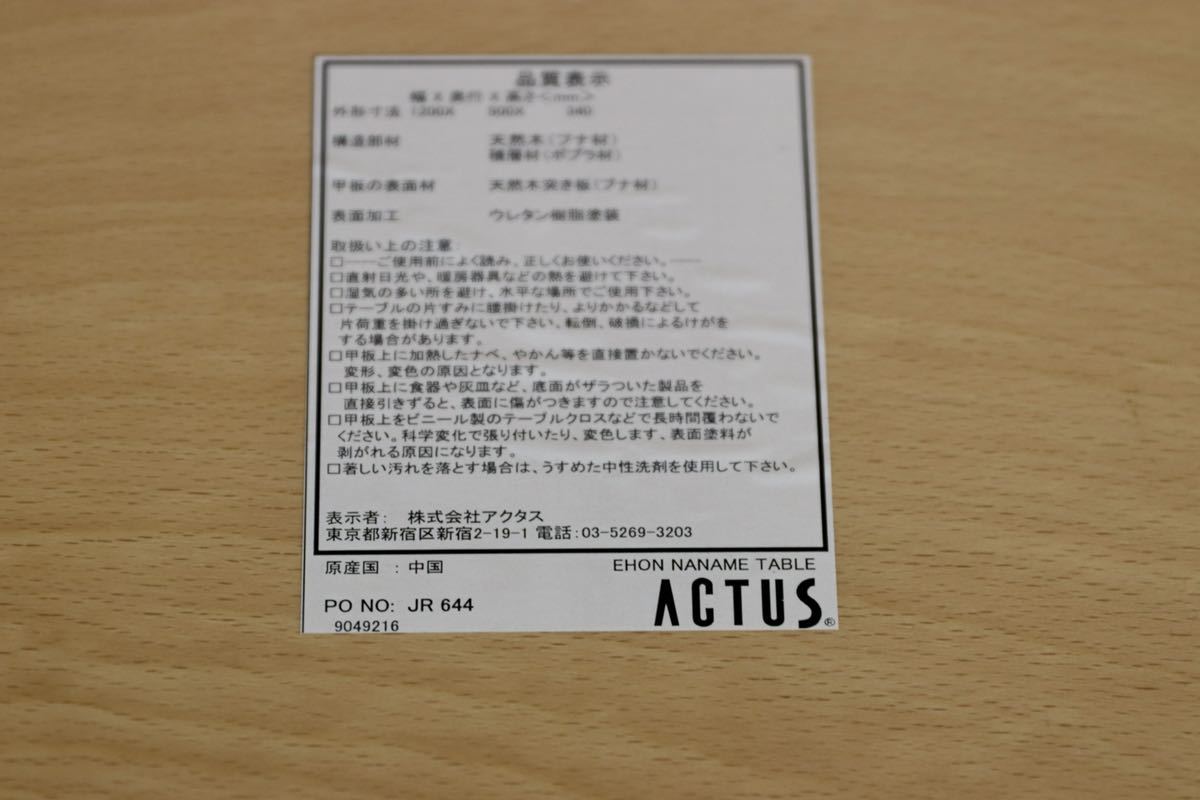 品質表示
幅 X 奥行 X 高さ<mm>
外形寸法 1200X
構造部材 天然木(ブナ材)
積層材(ポプラ材)
甲板の表面材 天然木突き板(ブナ材)
表面加工 ウレタン樹脂塗装
取扱い上の注意:
□-----ご使用前によく読み、正しくお使いください。-----
□直射日光や、暖房器具などの熱を避けて下さい。
□湿気の多い所を避け、水平な場所でご使用下さい。
□テーブルの片すみに腰掛けたり、よりかかるなどして
片荷重を掛け過ぎないで下さい、転倒、破損によるけがを
する場合があります。
□甲板上に加熱したナベ、やかん等を直接置かないでください。
変形、変色の原因となります。
□甲板上に食器や灰皿など、底面がザラついた製品を
直接引きずると、表面に傷がつきますので注意してください。
□甲板上をビニール製のテーブルクロスなどで長時間覆わないで
ください。科学変化で張り付いたり、変色します、表面塗料が
剥がれる原因になります。
□著しい汚れを落とす場合は、うすめた中性洗剤を使用して下さい。
表示者: 株式会社アクタス
東京都新宿区新宿2-19-1 電話:03-5269-3203
原産国 : 中国
EHON NANAME TABLE
PO NO: JR 644
ACTUS®
9049216